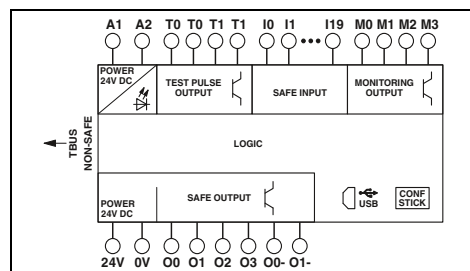 A1 A2 T0 T0 T1 T1 I0 I1 ••• I19 M0 M1 M2 M3
POWER
24V DC
TEST PULSE
OUTPUT
SAFE INPUT
MONITORING
OUTPUT
TBUS
NON-SAFE
LOGIC
POWER
24V DC
SAFE OUTPUT
USB
CONF
STICK
24V 0V O0 O1 O2 O3 O0- O1-